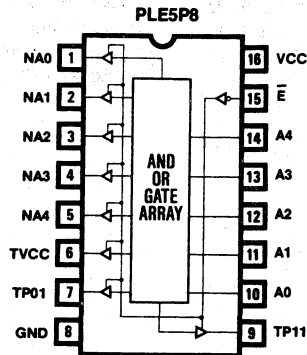 PLE5P8
NA0 1 16 VCC
NA1 2 15 E
NA2 3 14 A4
NA3 4 13 A3
NA4 5 12 A2
TVCC 6 11 A1
TP01 7 10 A0
GND 8 9 TP11
AND
OR
GATE
ARRAY